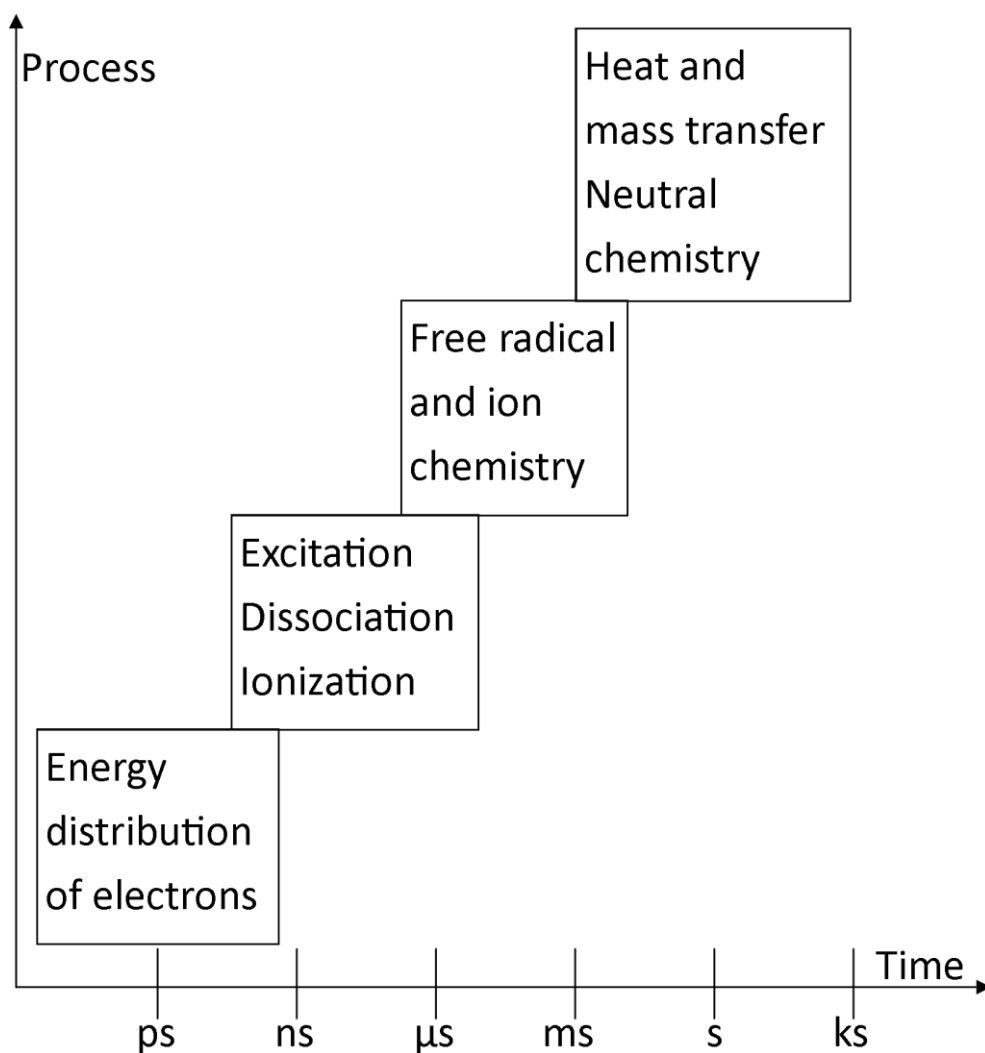 Process
Heat and
mass transfer
Neutral
chemistry
Free radical
and ion
chemistry
Excitation
Dissociation
Ionization
Energy
distribution
of electrons
Time
ps ns μs ms s ks